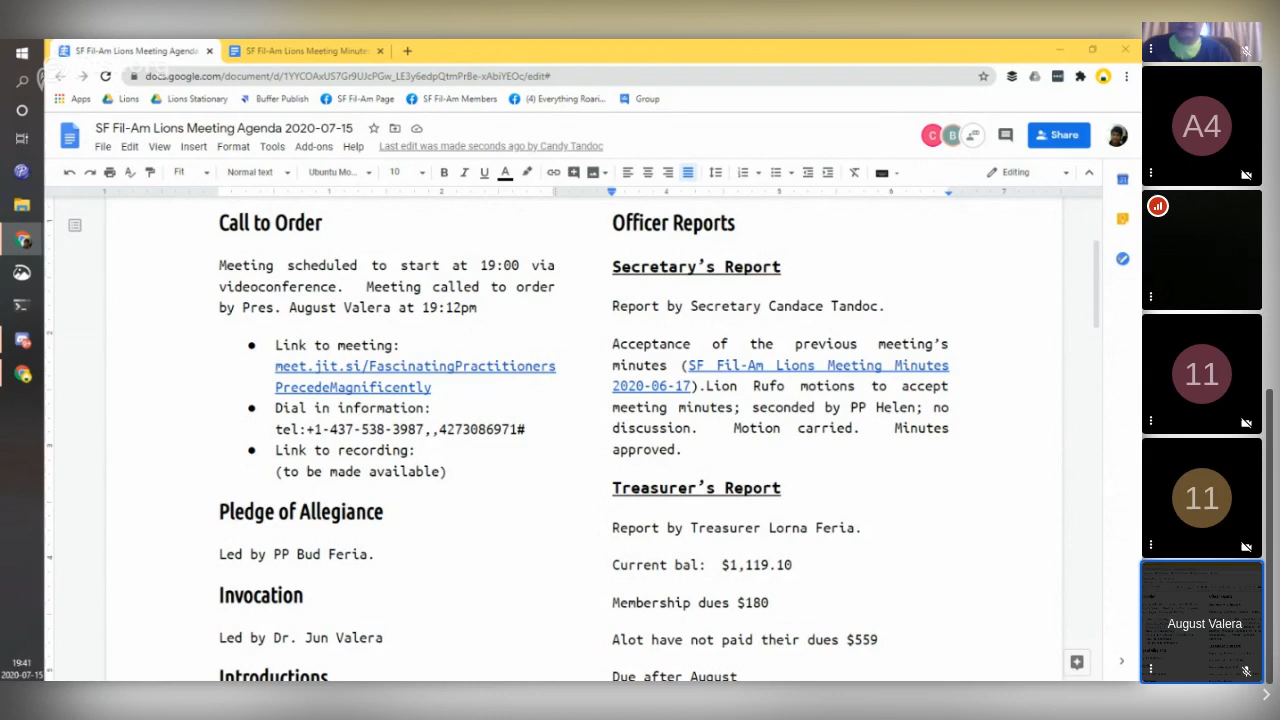 SF Fil-Am Lions Meeting Agenda
SF Fil-Am Lions Meeting Minute
docs.google.com/document/d/1YYCOAxUS7Gr9UJcPGw_LE3y6edpQtmPrBe-xAbiYEOc/edit#
Apps Lions Lions Stationary Buffer Publish SF Fil-Am Page SF Fil-Am Members (4) Everything Roari... Group
SF Fil-Am Lions Meeting Agenda 2020-07-15
C B Share
File Edit View Insert Format Tools Add-ons Help Last edit was made seconds ago by Candy Tandoc
Fit Normal text Ubuntu Mo... 10 B I U A Editing
1 1 2 3 4 5 6 7
Call to Order
Meeting scheduled to start at 19:00 via
videoconference. Meeting called to order
by Pres. August Valera at 19:12pm
● Link to meeting:
meet.jit.si/FascinatingPractitioners
PrecedeMagnificently
● Dial in information:
tel:+1-437-538-3987,,4273086971#
● Link to recording:
(to be made available)
Pledge of Allegiance
Led by PP Bud Feria.
Invocation
Led by Dr. Jun Valera
Introductions
Officer Reports
Secretary's Report
Report by Secretary Candace Tandoc.
Acceptance of the previous meeting's
minutes (SF Fil-Am Lions Meeting Minutes
2020-06-17).Lion Rufo motions to accept
meeting minutes; seconded by PP Helen; no
discussion. Motion carried. Minutes
approved.
Treasurer's Report
Report by Treasurer Lorna Feria.
Current bal: $1,119.10
Membership dues $180
Alot have not paid their dues $559
Due after August
19:41
2020-07-15
A4
11
11
August Valera